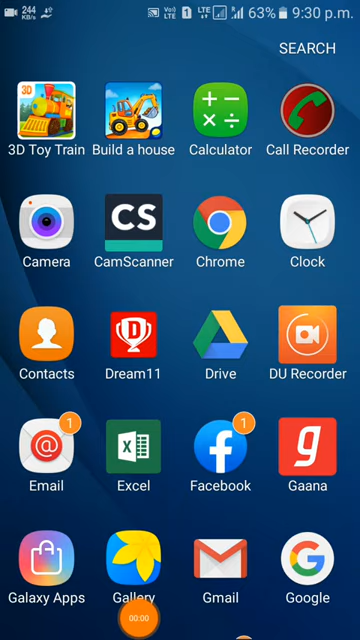 244 KB/s VoLTE LTE 1 LTE 63% 9:30 p.m.
SEARCH
3D
3D Toy Train Build a house Calculator Call Recorder
CS
Camera CamScanner Chrome Clock
D
Contacts Dream11 Drive DU Recorder
1 1
@ X f g
Email Excel Facebook Gaana
G
Galaxy Apps Gallery Gmail Google
00:00